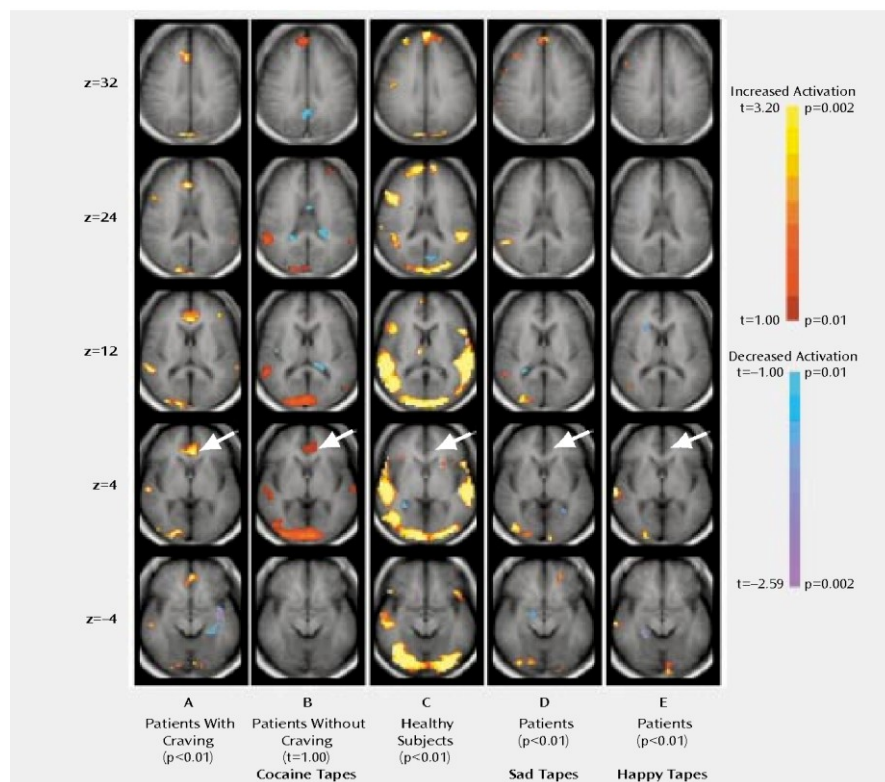 z=32
z=24
z=12
z=4
z=−4
Increased Activation
t=3.20 p=0.002
t=1.00 p=0.01
Decreased Activation
t=−1.00 p=0.01
t=−2.59 p=0.002
A
Patients With
Craving
(p<0.01)
B
Patients Without
Craving
(t=1.00)
C
Healthy
Subjects
(p<0.01)
D
Patients
(p<0.01)
E
Patients
(p<0.01)
Cocaine Tapes
Sad Tapes
Happy Tapes